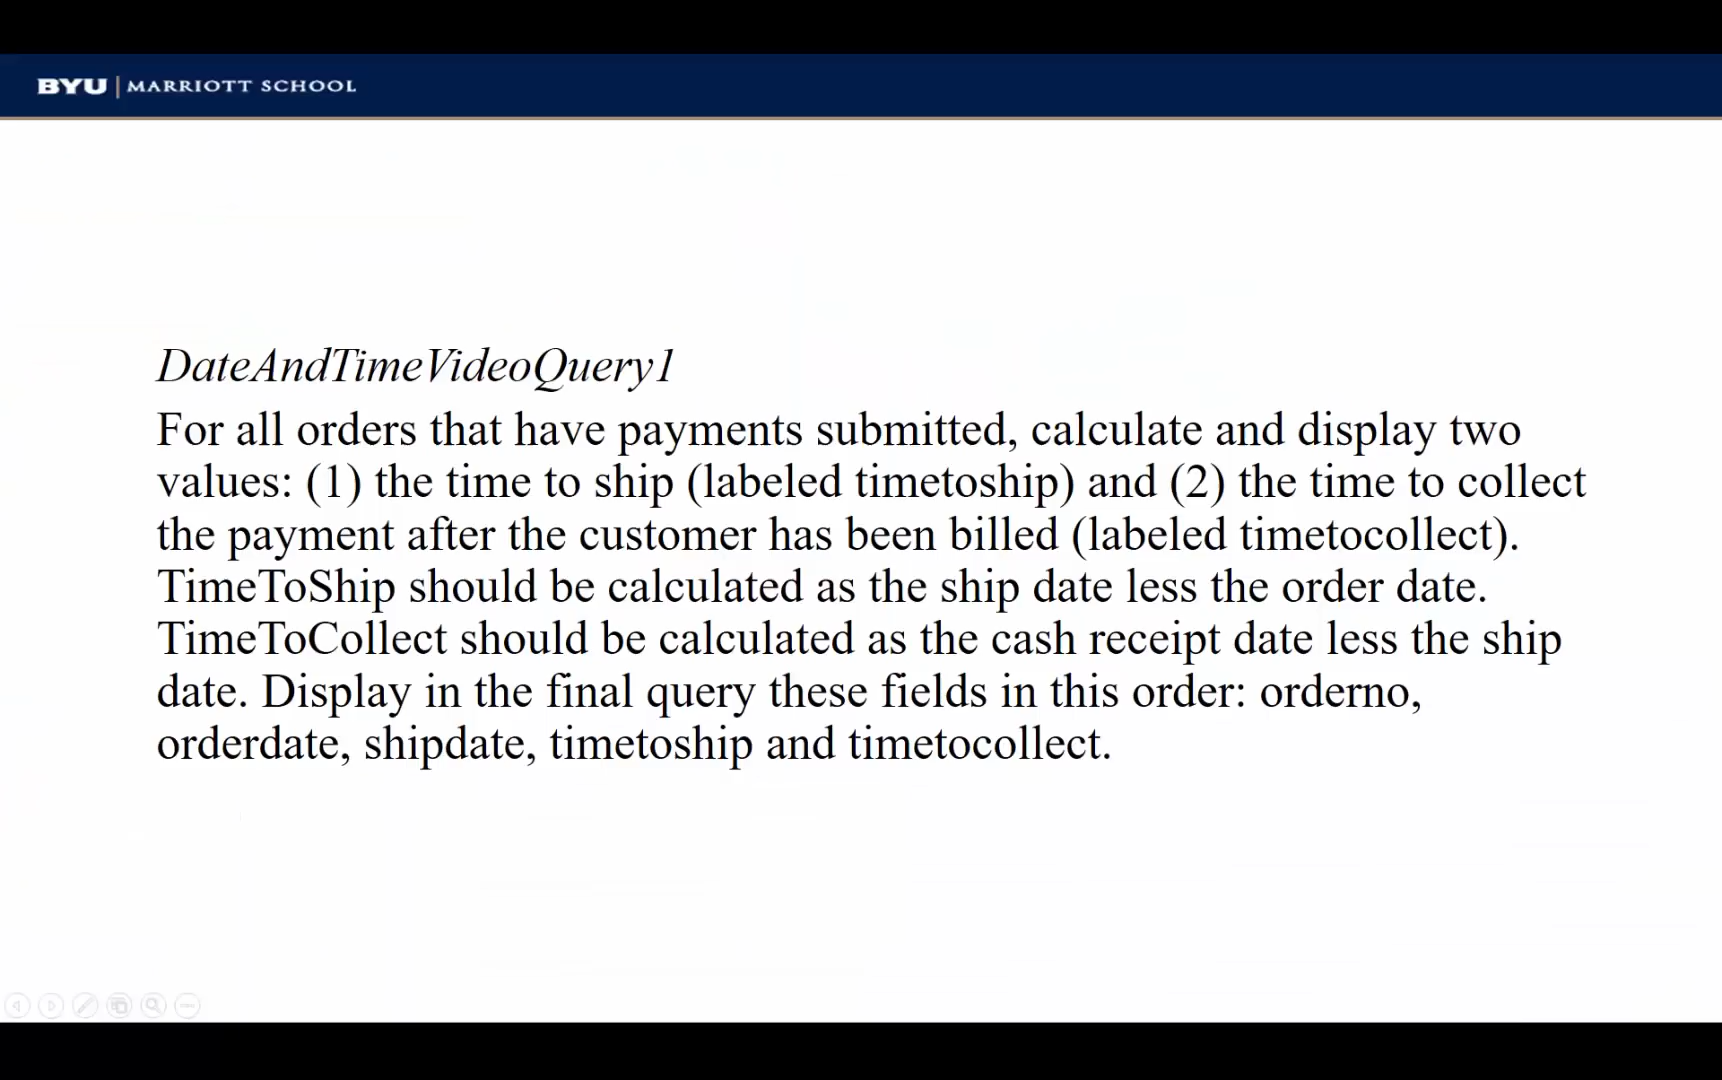 BYU | MARRIOTT SCHOOL
DateAndTimeVideoQuery1
For all orders that have payments submitted, calculate and display two
values: (1) the time to ship (labeled timetoship) and (2) the time to collect
the payment after the customer has been billed (labeled timetocollect).
TimeToShip should be calculated as the ship date less the order date.
TimeToCollect should be calculated as the cash receipt date less the ship
date. Display in the final query these fields in this order: orderno,
orderdate, shipdate, timetoship and timetocollect.